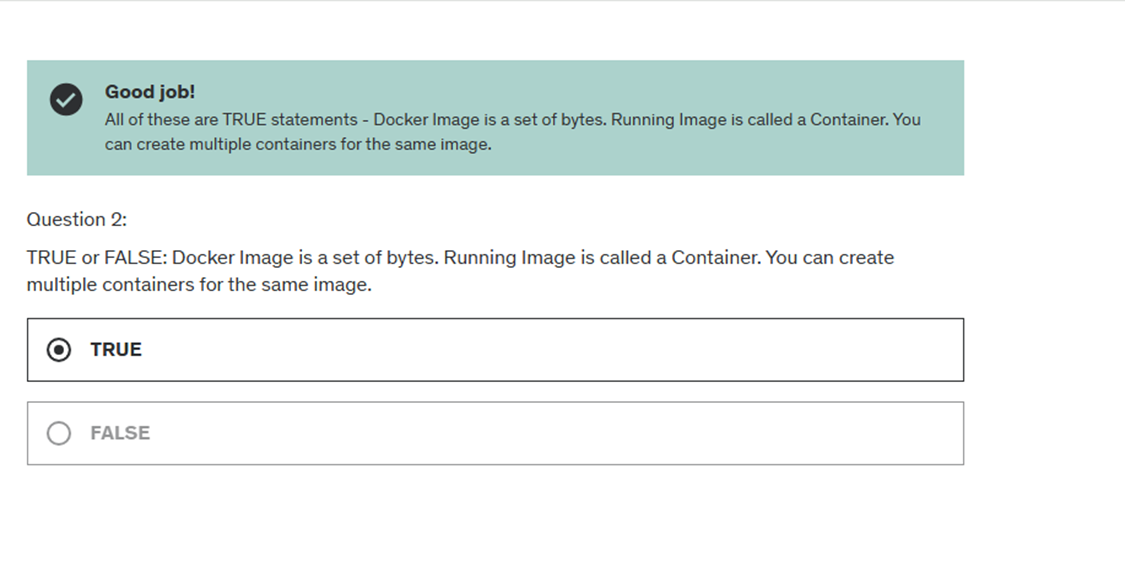 Good job!
All of these are TRUE statements - Docker Image is a set of bytes. Running Image is called a Container. You
can create multiple containers for the same image.
Question 2:
TRUE or FALSE: Docker Image is a set of bytes. Running Image is called a Container. You can create
multiple containers for the same image.
TRUE
FALSE